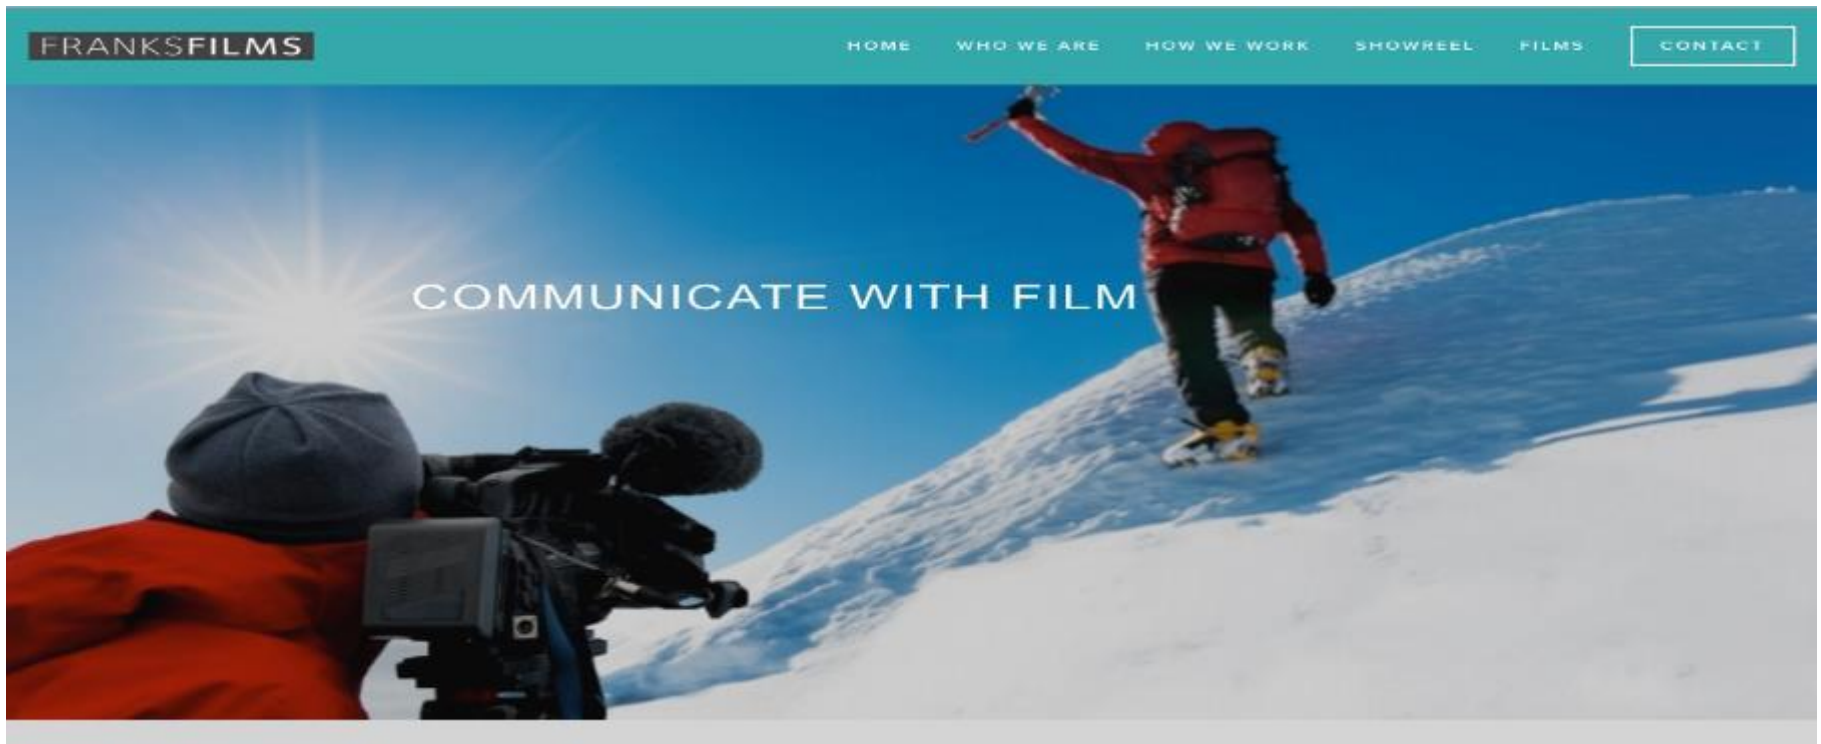 FRANKSFILMS HOME WHO WE ARE HOW WE WORK SHOWREEL FILMS CONTACT
COMMUNICATE WITH FILM